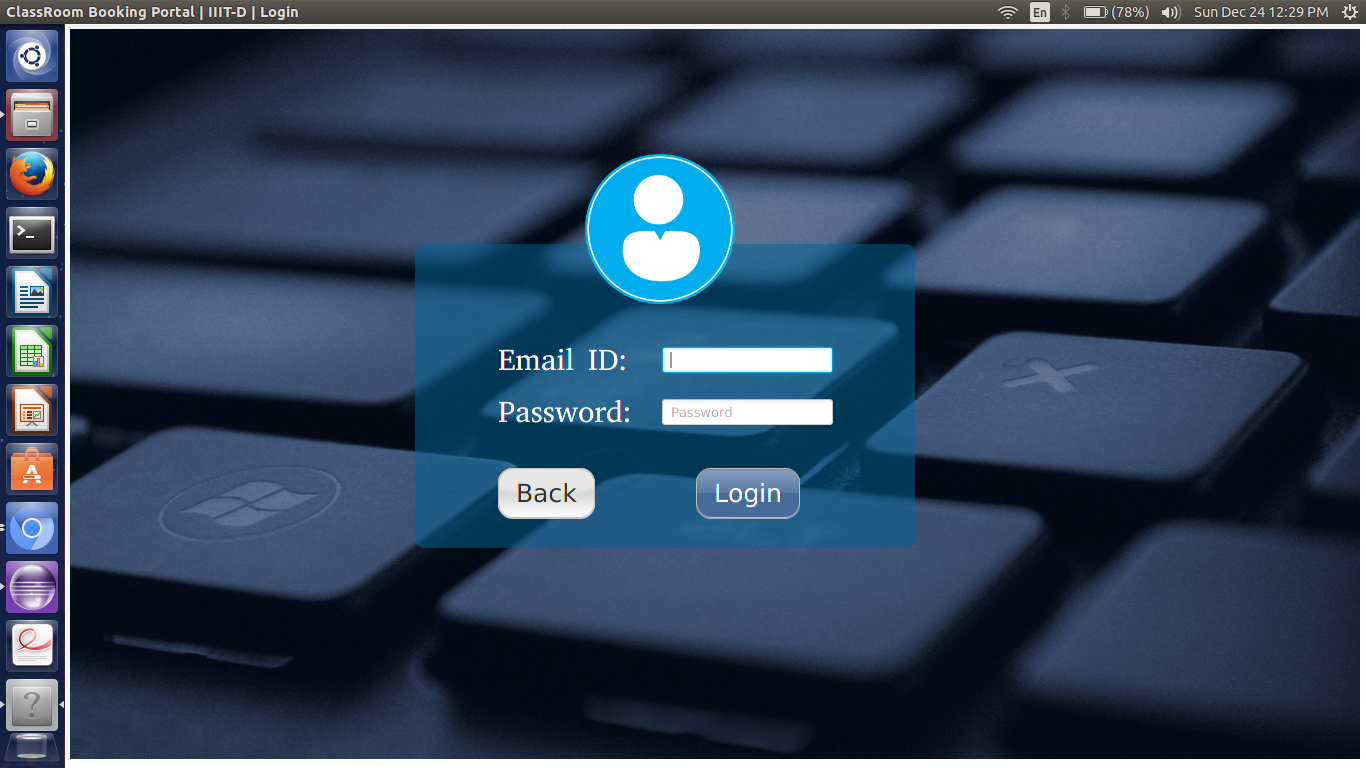 ClassRoom Booking Portal | IIIT-D | Login
En (78%) Sun Dec 24 12:29 PM
Email ID:
Password: Password
Back Login